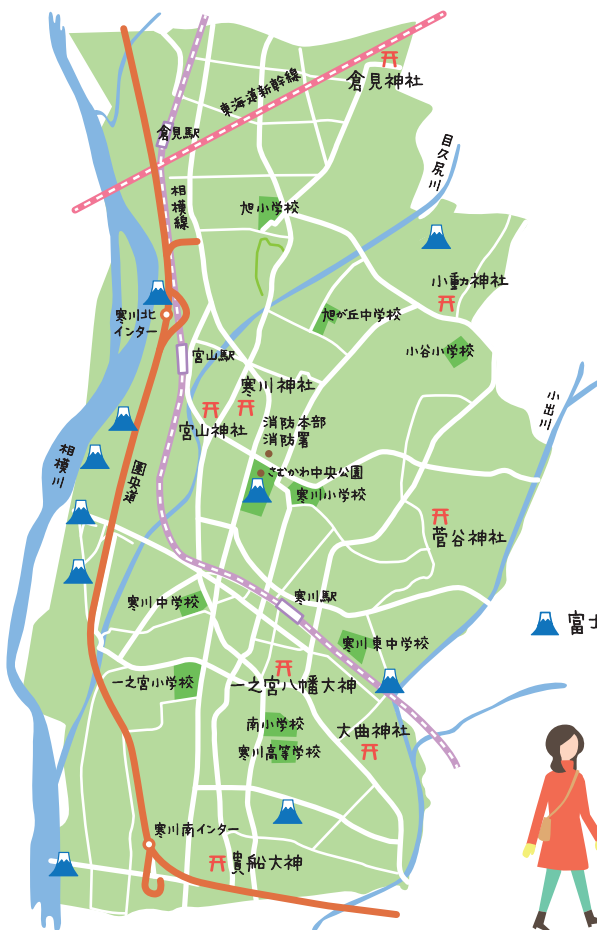 倉見神社
東海道新幹線
倉見駅
目久尻川
相模線
旭小学校
小動神社
寒川北
インター
旭が丘中学校
小谷小学校
宮山駅
寒川神社
小出川
宮山神社
消防本部
消防署
相模川
圏央道
さむかわ中央公園
寒川小学校
菅谷神社
寒川駅
寒川中学校
富士
寒川東中学校
一之宮小学校
一之宮八幡大神
南小学校
大曲神社
寒川高等学校
寒川南インター
貴船大神